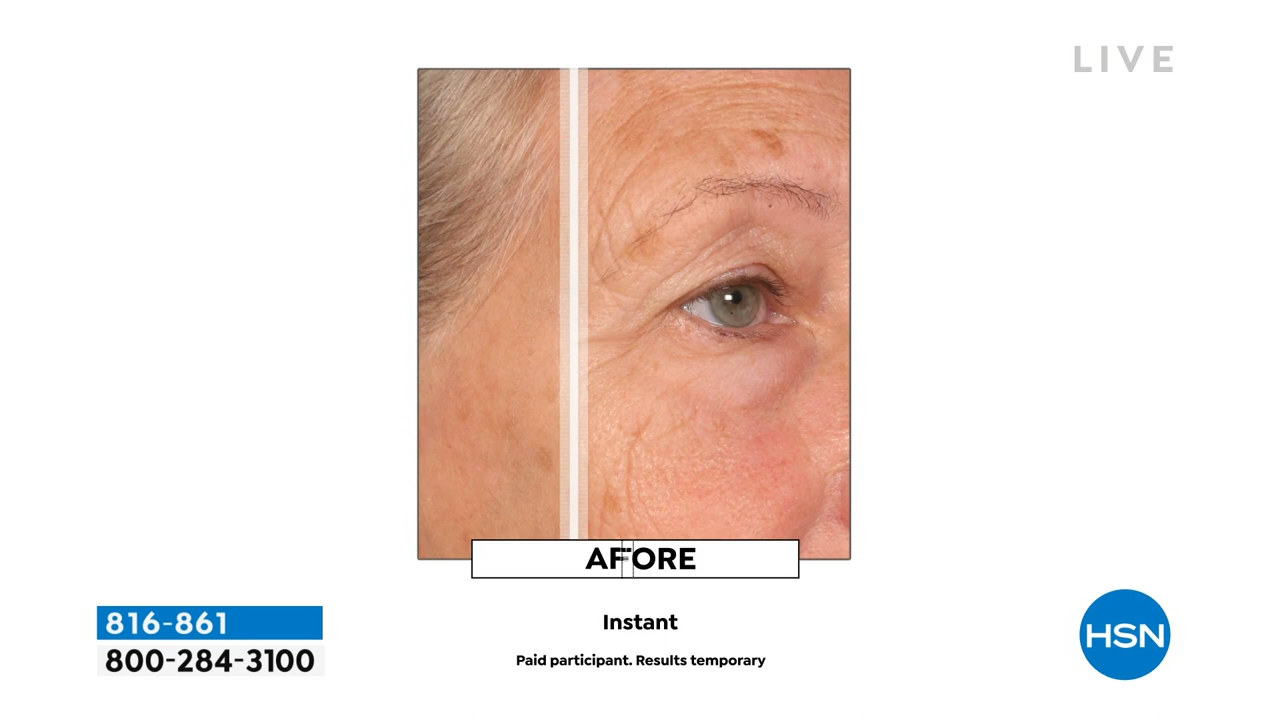 LIVE
AFORE
Instant
Paid participant. Results temporary
816-861
800-284-3100
HSN